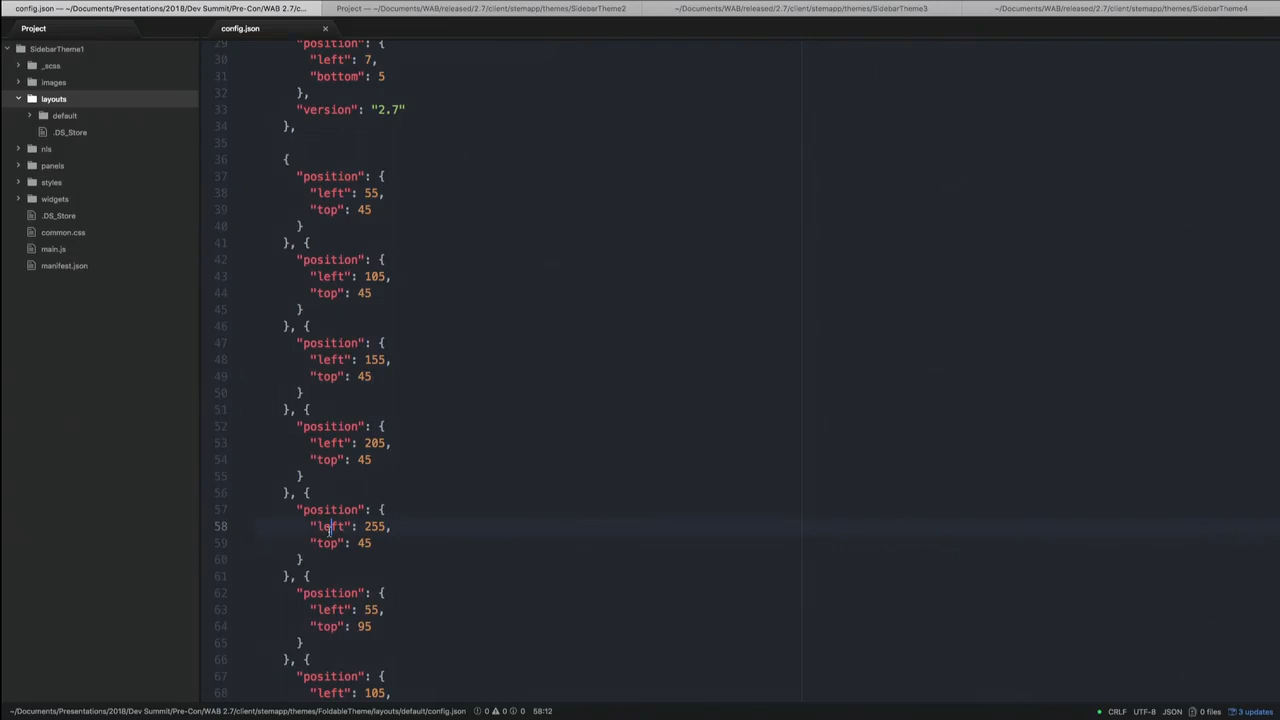 config.json — ~/Documents/Presentations/2018/Dev Summit/Pre-Con/WAB 2.7/c...
Project — ~/Documents/WAB/released/2.7/client/stemapp/themes/SidebarTheme2
~/Documents/WAB/released/2.7/client/stemapp/themes/SidebarTheme3
~/Documents/WAB/released/2.7/client/stemapp/themes/SidebarTheme4
Project
config.json
SidebarTheme1
_scss
images
layouts
default
.DS_Store
nls
panels
styles
widgets
.DS_Store
common.css
main.js
manifest.json
29 "position": {
30 "left": 7,
31 "bottom": 5
32 },
33 "version": "2.7"
34 },
35
36 {
37 "position": {
38 "left": 55,
39 "top": 45
40 }
41 }, {
42 "position": {
43 "left": 105,
44 "top": 45
45 }
46 }, {
47 "position": {
48 "left": 155,
49 "top": 45
50 }
51 }, {
52 "position": {
53 "left": 205,
54 "top": 45
55 }
56 }, {
57 "position": {
58 "left": 255,
59 "top": 45
60 }
61 }, {
62 "position": {
63 "left": 55,
64 "top": 95
65 }
66 }, {
67 "position": {
68 "left": 105,
~/Documents/Presentations/2018/Dev Summit/Pre-Con/WAB 2.7/client/stemapp/themes/FoldableTheme/layouts/default/config.json 0 0 0 58:12 CRLF UTF-8 JSON 0 files 3 updates